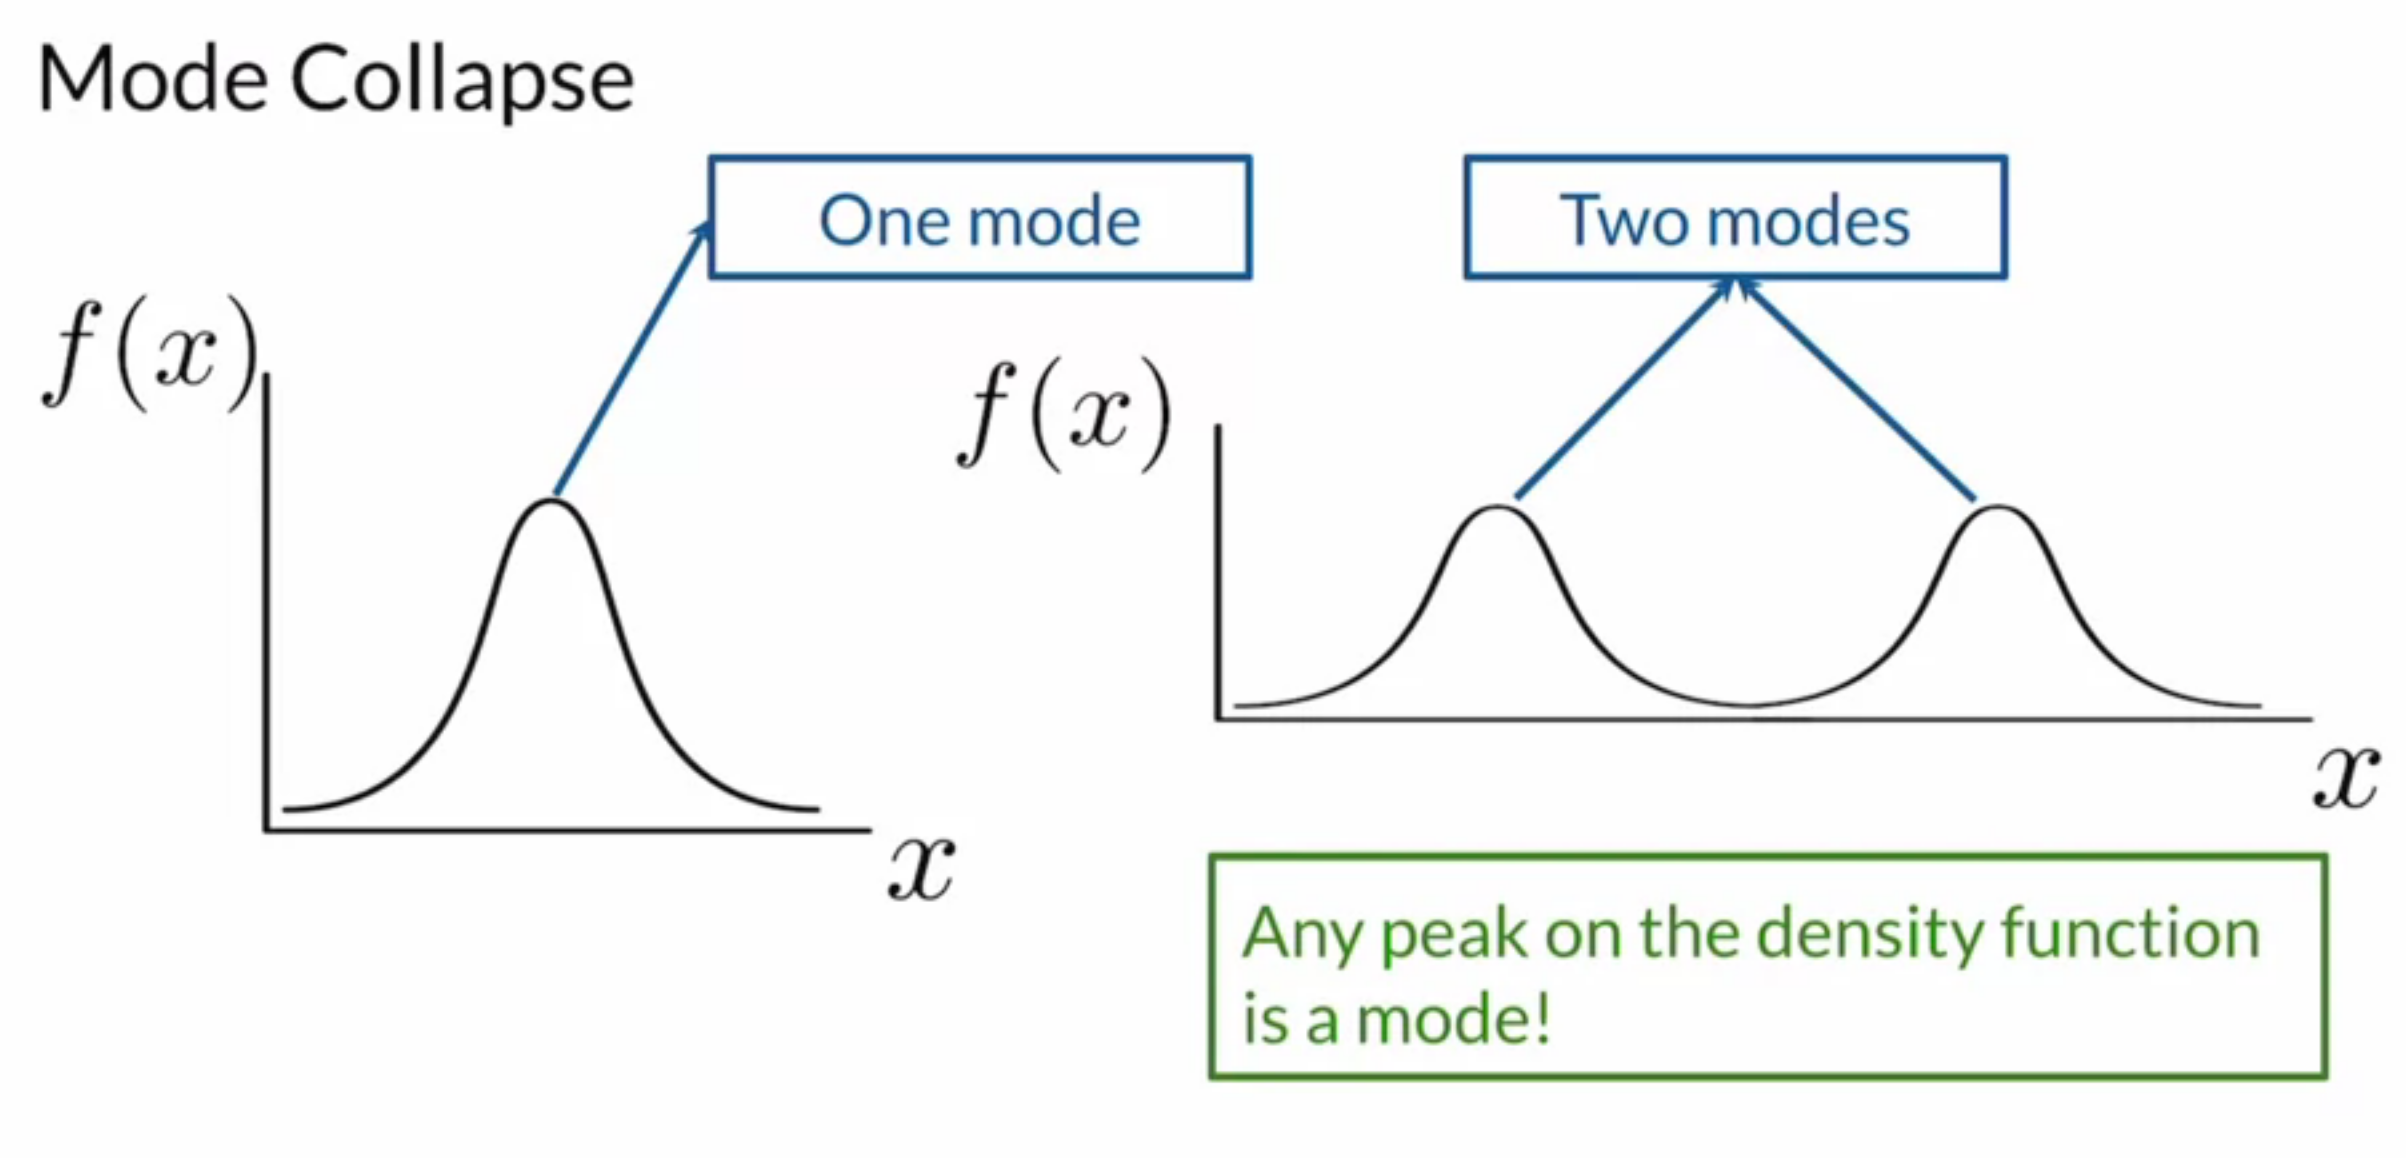 Mode Collapse
One mode
Two modes
f(x)
f(x)
x
x
Any peak on the density function
is a mode!